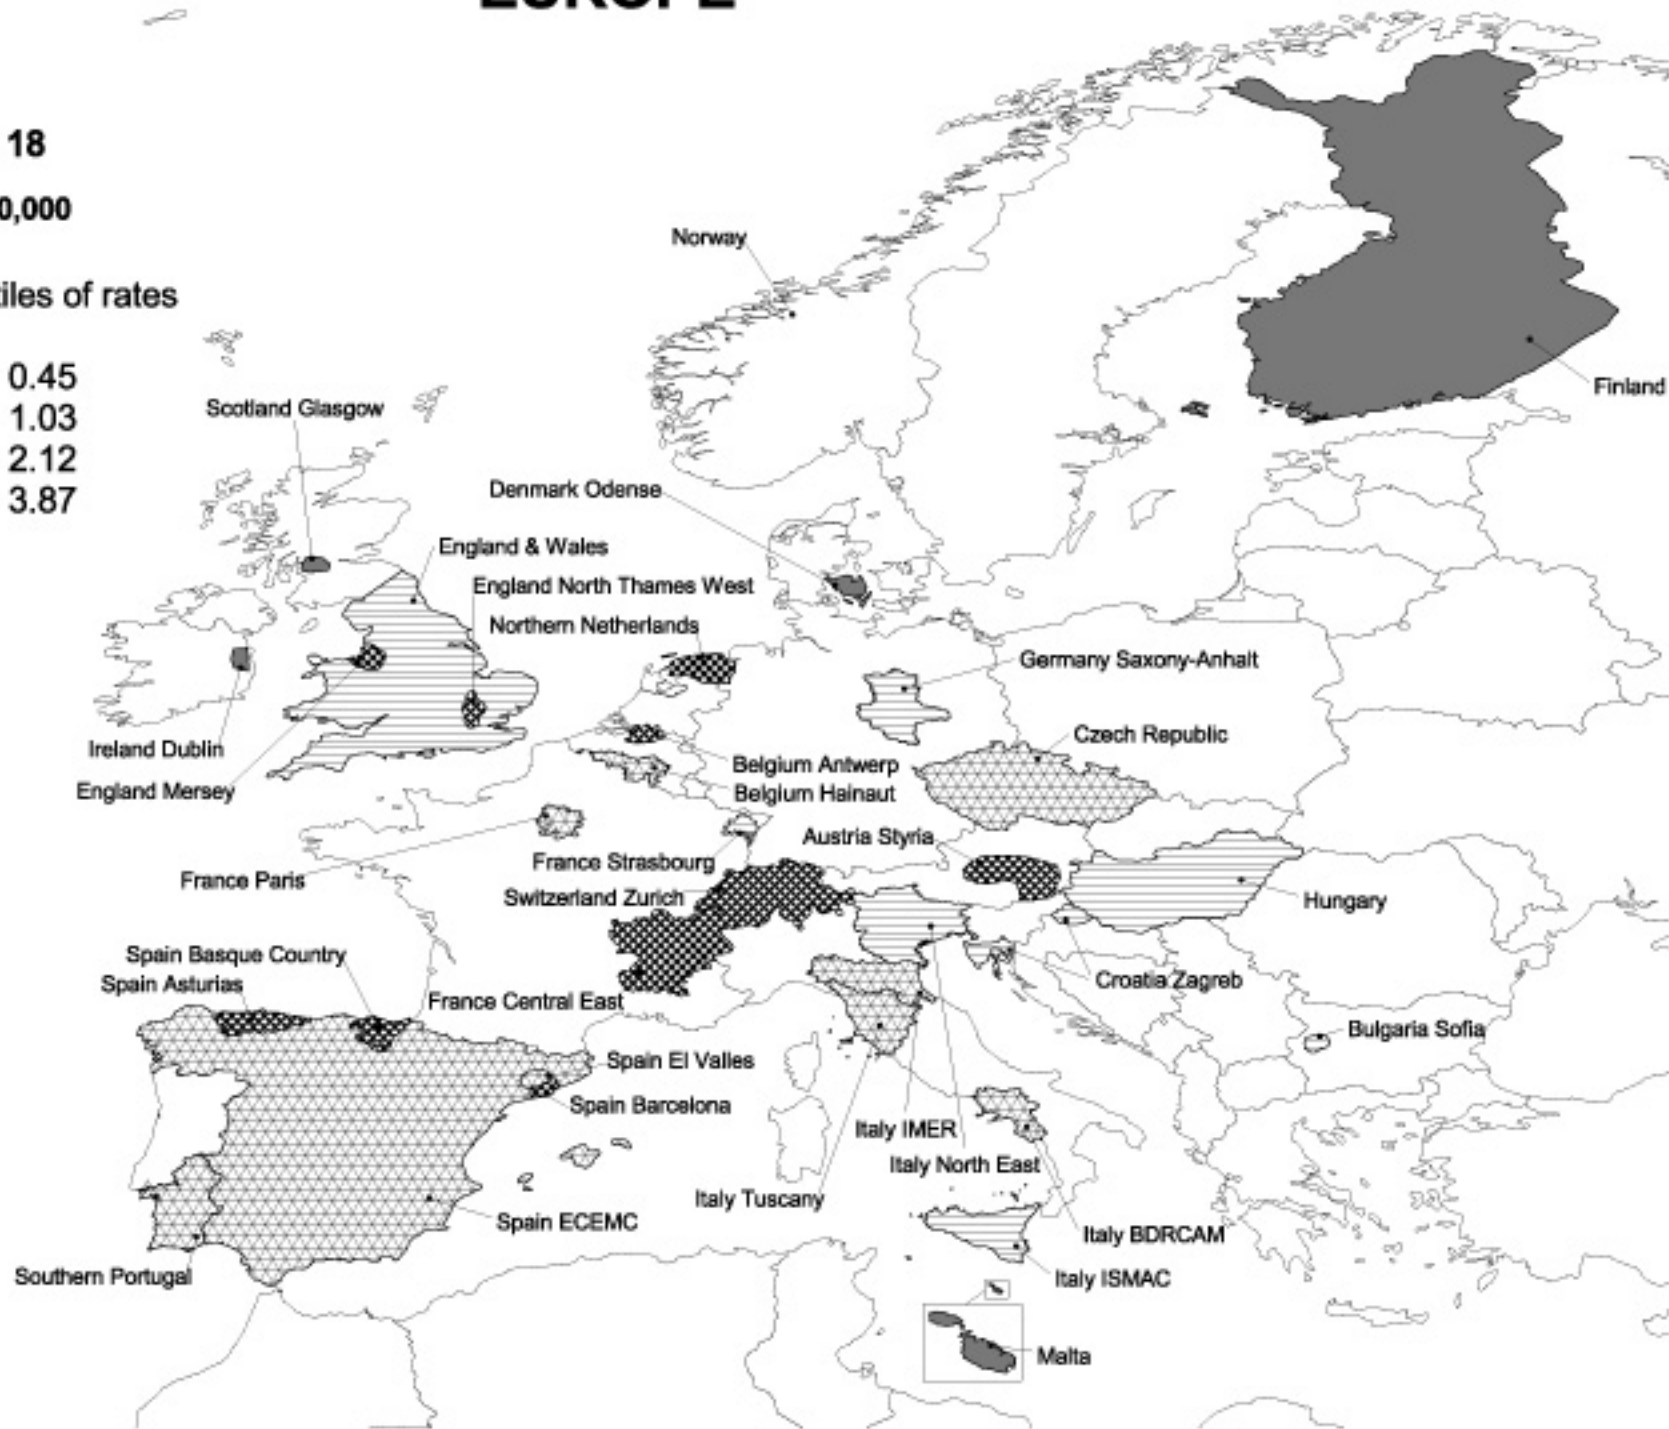 EUROPE
18
0,000
tiles of rates
0.45
1.03
2.12
3.87
Norway
Finland
Scotland Glasgow
Denmark Odense
England & Wales
England North Thames West
Northern Netherlands
Germany Saxony-Anhalt
Ireland Dublin
Czech Republic
England Mersey
Belgium Antwerp
Belgium Hainaut
Austria Styria
France Strasbourg
France Paris
Switzerland Zurich
Hungary
Spain Basque Country
Spain Asturias
Croatia Zagreb
France Central East
Bulgaria Sofia
Spain El Valles
Spain Barcelona
Italy IMER
Italy North East
Italy Tuscany
Spain ECEMC
Italy BDRCAM
Southern Portugal
Italy ISMAC
Malta